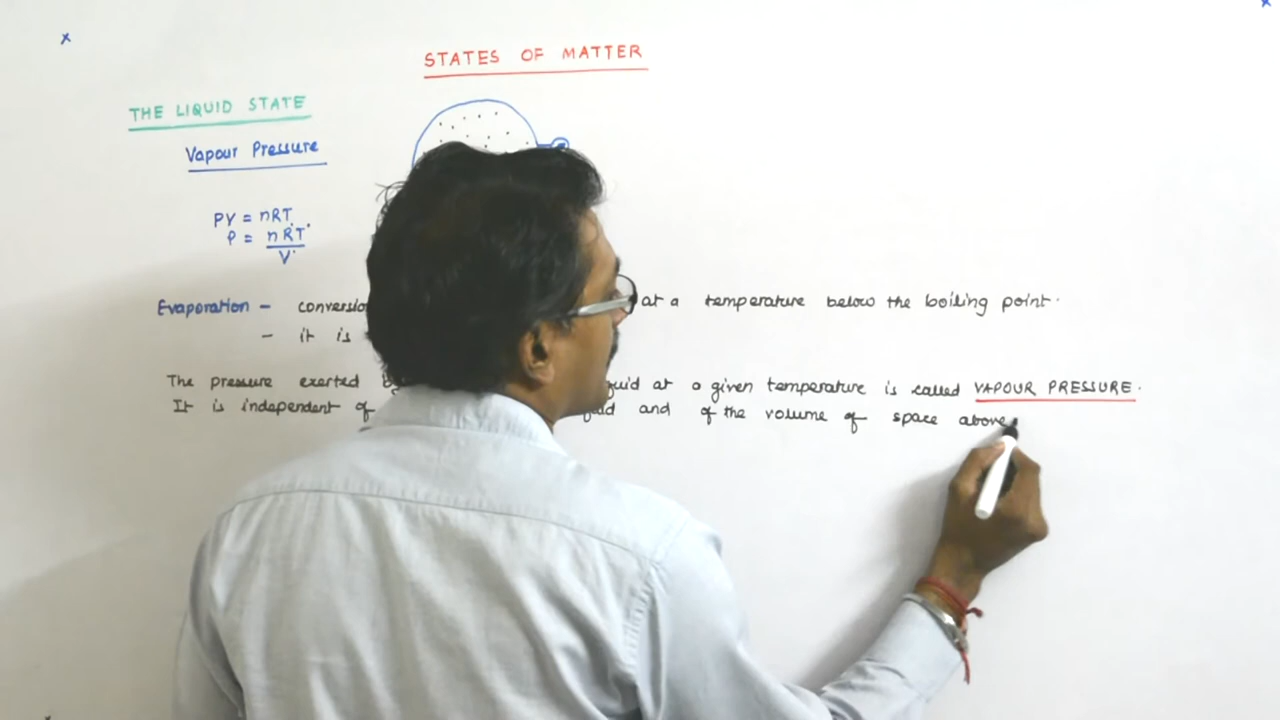 STATES OF MATTER
THE LIQUID STATE
Vapour Pressure
PV = nRT
P = nRT
V
Evaporation - at a temperature below the boiling point.
- it is
The pressure exerted at a given temperature is called VAPOUR PRESSURE.
It is independent of and of the volume of space above